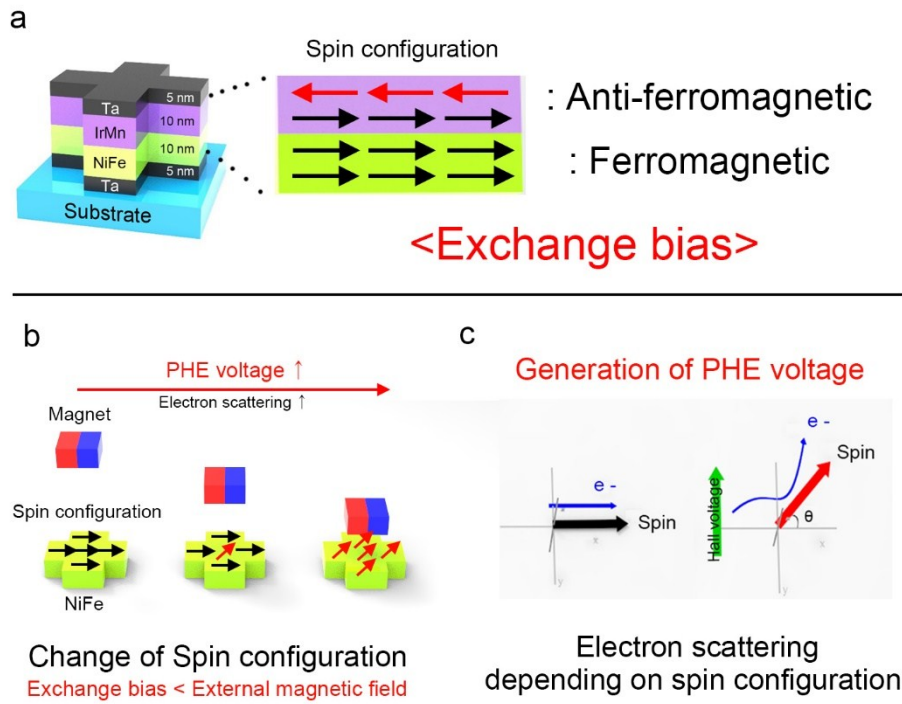 a
Spin configuration
Ta
IrMn
NiFe
Ta
Substrate
5 nm
10 nm
10 nm
5 nm
: Anti-ferromagnetic
: Ferromagnetic
<Exchange bias>
b
PHE voltage ↑
Electron scattering ↑
Magnet
Spin configuration
NiFe
Change of Spin configuration
Exchange bias < External magnetic field
c
Generation of PHE voltage
e -
Spin
x
y
Hall voltage
e -
Spin
θ
x
y
Electron scattering
depending on spin configuration